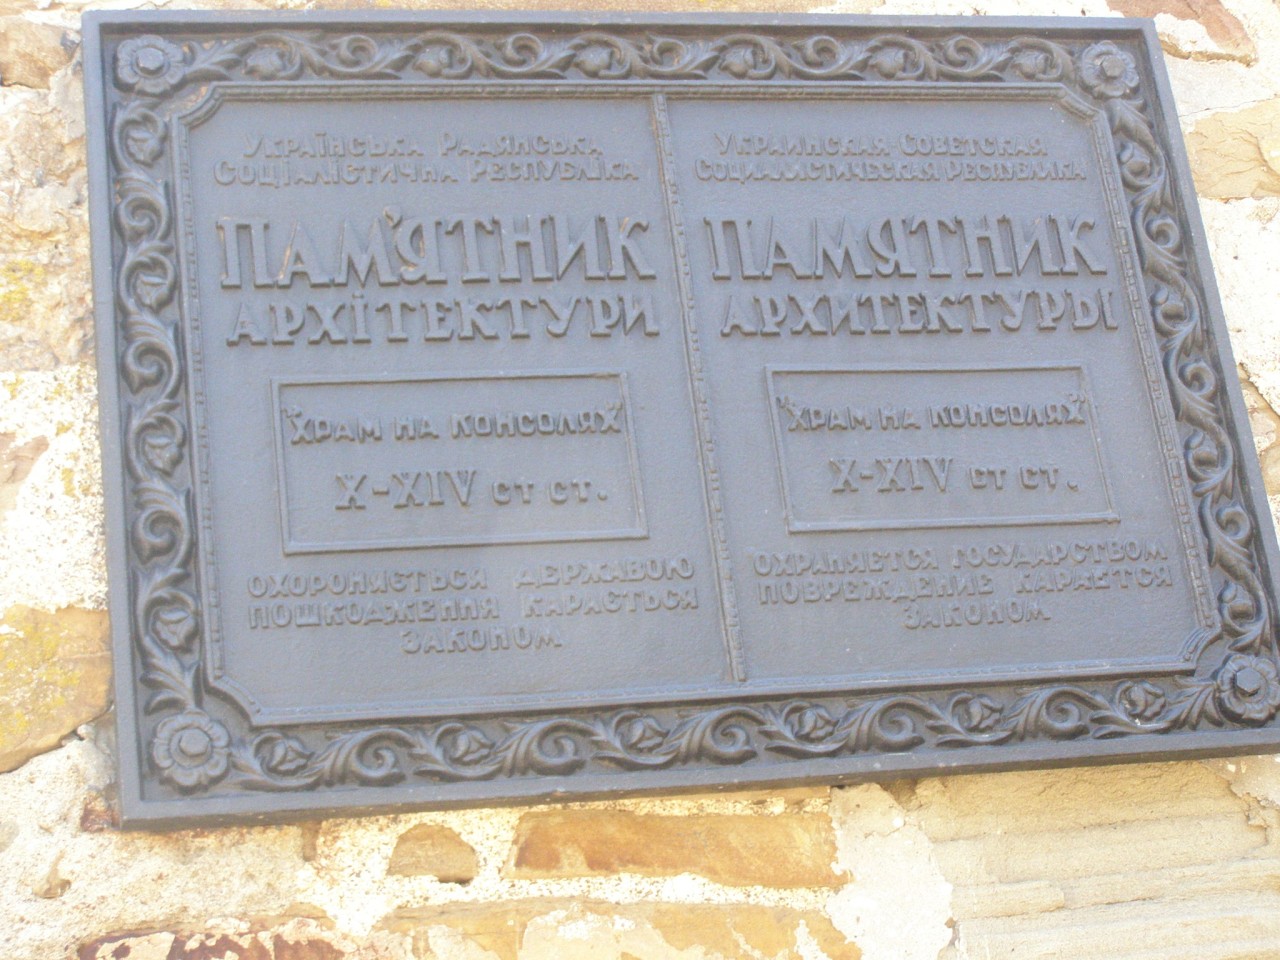 Українська Радянська
Соціалістична Республіка
ПАМ'ЯТНИК
АРХІТЕКТУРИ
"ХРАМ НА КОНСОЛЯХ"
X-XIV ст ст.
ОХОРОНЯЄТЬСЯ ДЕРЖАВОЮ
ПОШКОДЖЕННЯ КАРАЄТЬСЯ
ЗАКОНОМ
Украинская Советская
Социалистическая Республика
ПАМЯТНИК
АРХИТЕКТУРЫ
"ХРАМ НА КОНСОЛЯХ"
X-XIV ст ст.
ОХРАНЯЕТСЯ ГОСУДАРСТВОМ
ПОВРЕЖДЕНИЕ КАРАЕТСЯ
ЗАКОНОМ